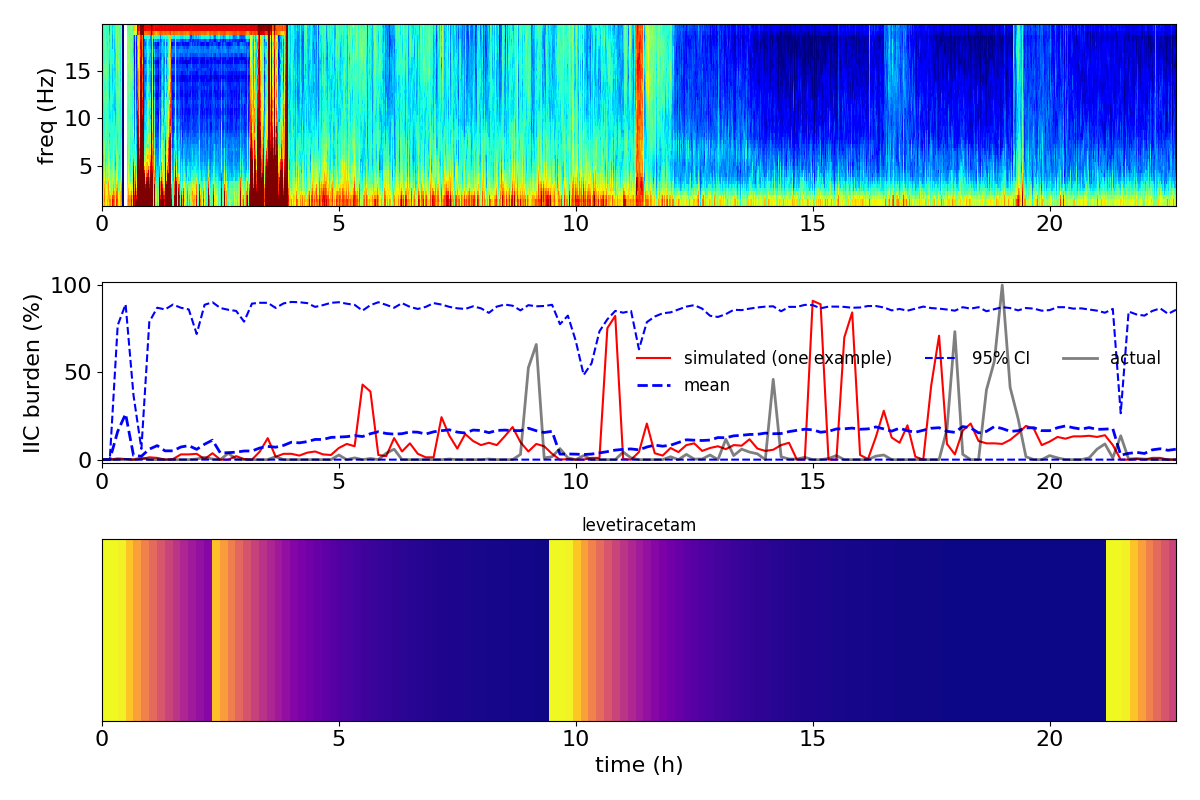 freq (Hz)
15
10
5
0 5 10 15 20
IIC burden (%)
100
50
0
simulated (one example)
mean
95% CI
actual
0 5 10 15 20
levetiracetam
0 5 10 15 20
time (h)